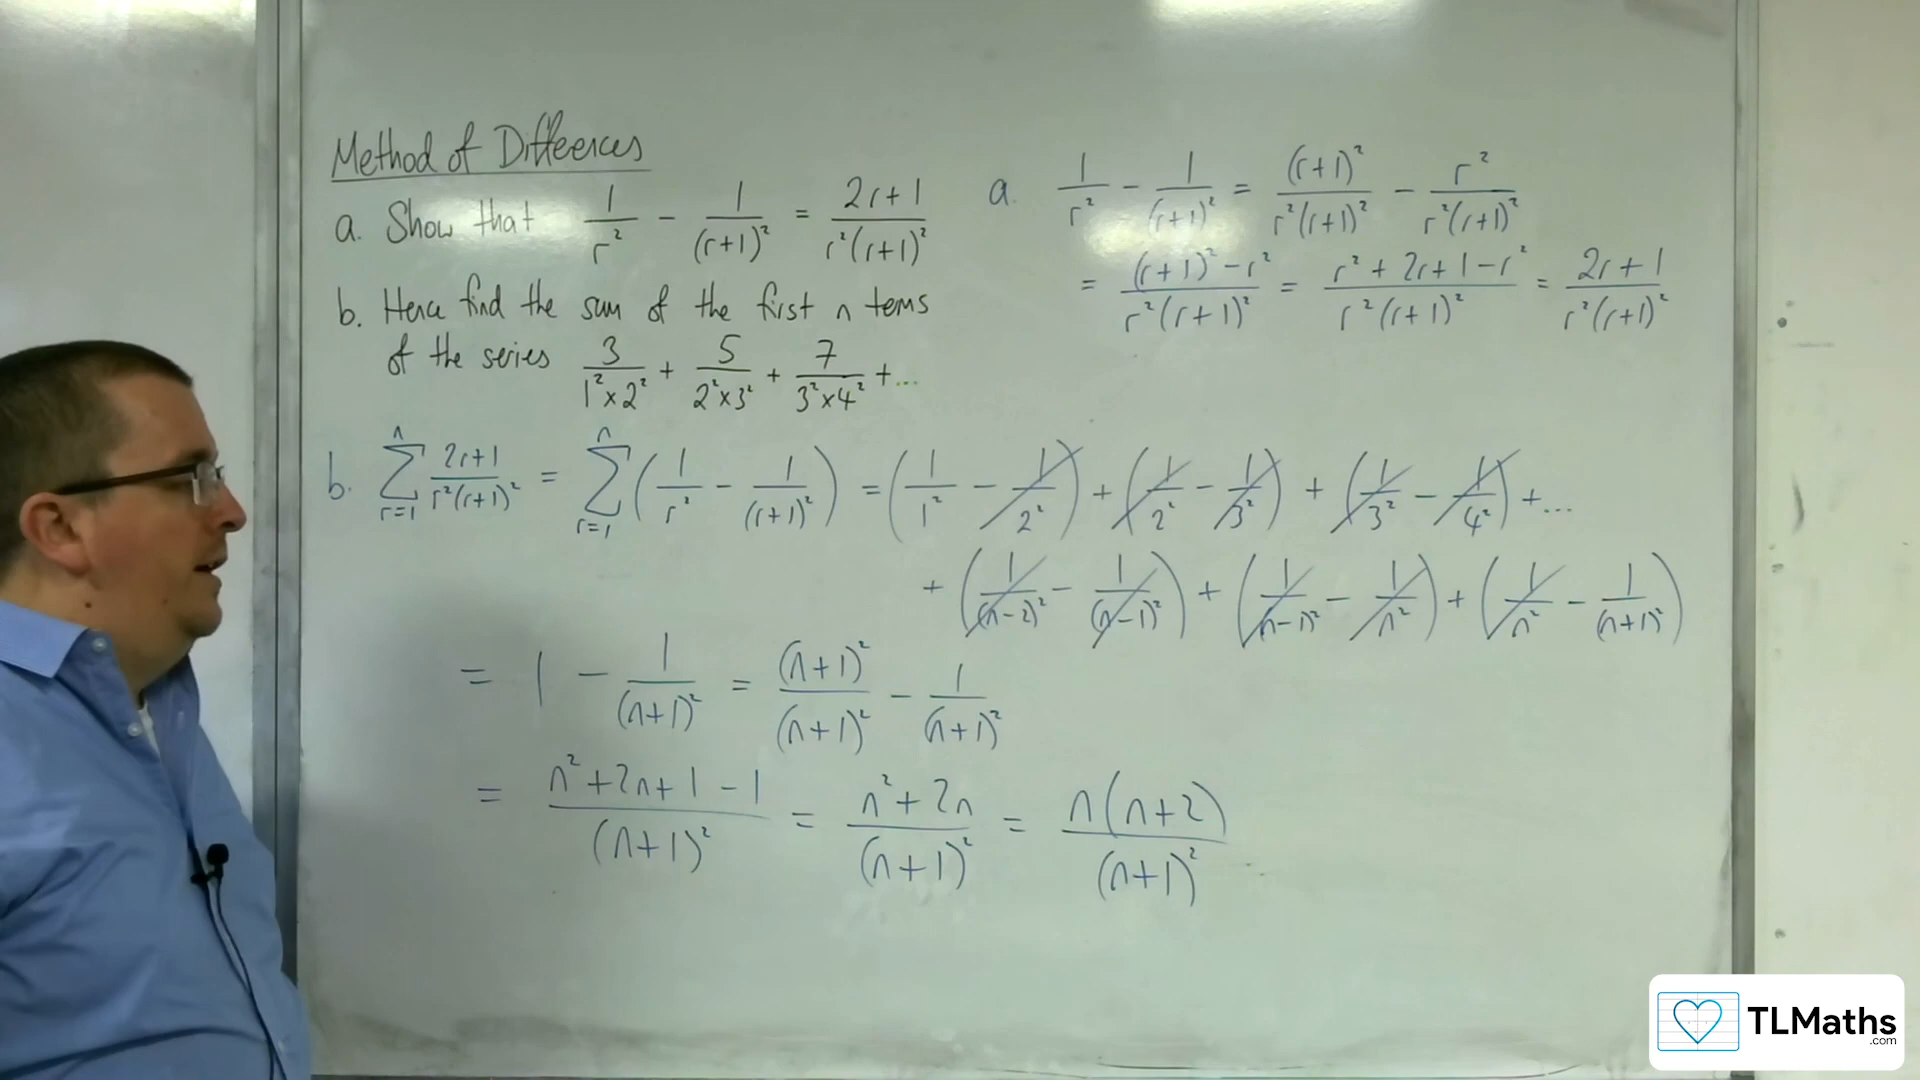 Method of Differences
a. Show that 1/r² - 1/(r+1)² = 2r+1/r²(r+1)²
b. Hence find the sum of the first n terms
of the series 3/1²×2² + 5/2²×3² + 7/3²×4² + ...
a. 1/r² - 1/(r+1)² = (r+1)²/r²(r+1)² - r²/r²(r+1)²
= (r+1)²-r²/r²(r+1)² = r²+2r+1-r²/r²(r+1)² = 2r+1/r²(r+1)²
b. n∑r=1 2r+1/r²(r+1)² = n∑r=1 (1/r² - 1/(r+1)²) = (1/1² - 1/2²) + (1/2² - 1/3²) + (1/3² - 1/4²) + ...
+ (1/(n-2)² - 1/(n-1)²) + (1/(n-1)² - 1/n²) + (1/n² - 1/(n+1)²)
= 1 - 1/(n+1)² = (n+1)²/(n+1)² - 1/(n+1)²
= n²+2n+1-1/(n+1)² = n²+2n/(n+1)² = n(n+2)/(n+1)²
TLMaths
.com